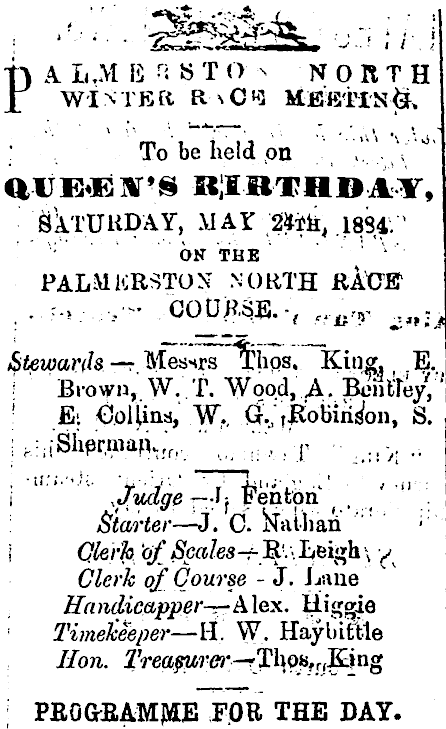 PALMERSTON NORTH
WINTER RACE MEETING.
To be held on
QUEEN'S BIRTHDAY,
SATURDAY, MAY 24TH, 1884.
ON THE
PALMERSTON NORTH RACE
COURSE.
Stewards — Messrs Thos. King, E.
Brown, W. T. Wood, A. Bentley,
E. Collins, W. G. Robinson, S.
Sherman.
Judge — J. Fenton
Starter—J. C. Nathan
Clerk of Scales—R. Leigh
Clerk of Course - J. Lane
Handicapper—Alex. Higgie
Timekeeper—H. W. Haybittle
Hon. Treasurer—Thos. King
PROGRAMME FOR THE DAY.